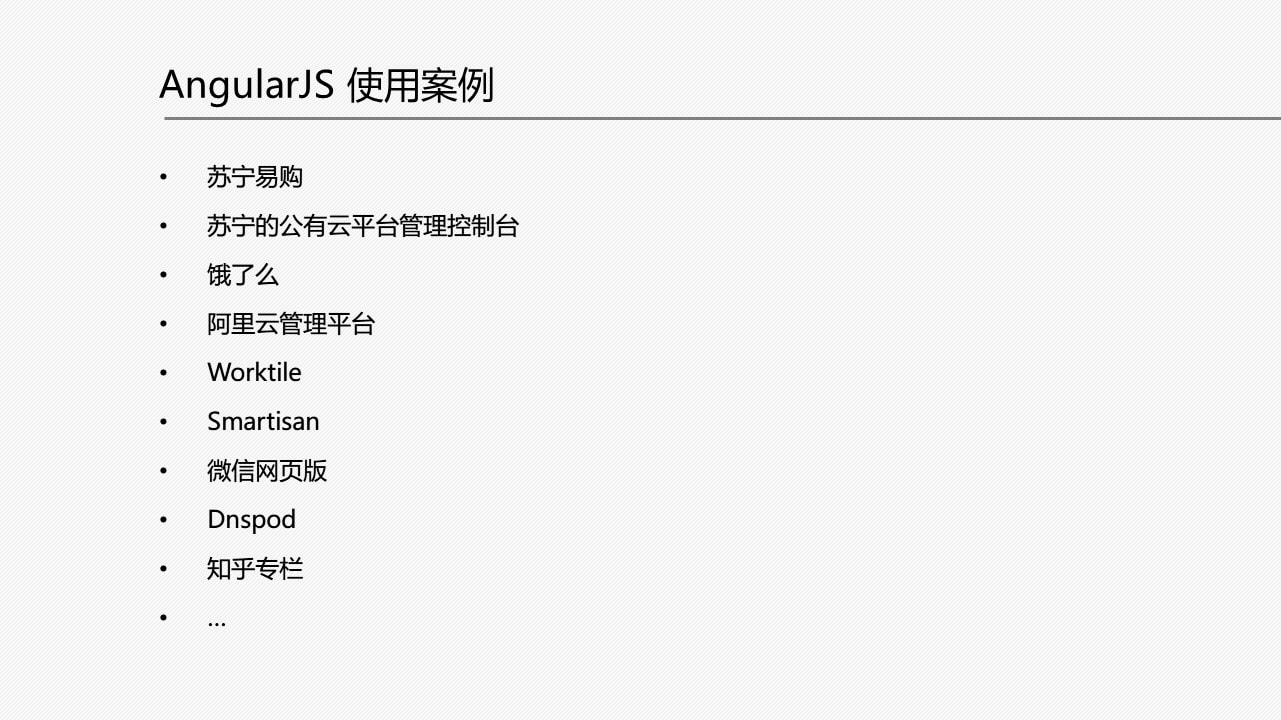 AngularJS 使用案例
• 苏宁易购
• 苏宁的公有云平台管理控制台
• 饿了么
• 阿里云管理平台
• Worktile
• Smartisan
• 微信网页版
• Dnspod
• 知乎专栏
• ...